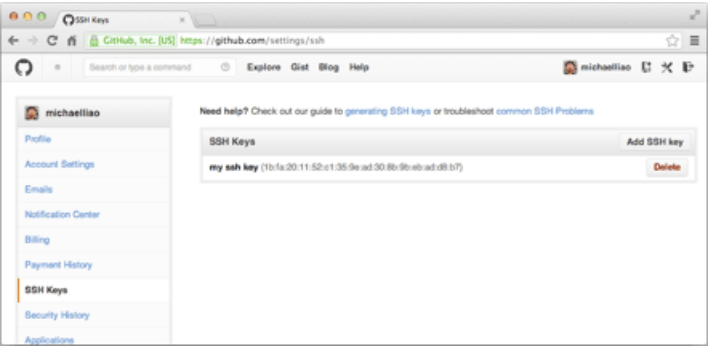 SSH Keys
GitHub, Inc. [US] https://github.com/settings/ssh
Search or type a command
Explore Gist Blog Help
michaelliao
michaelliao
Need help? Check out our guide to generating SSH keys or troubleshoot common SSH Problems
Profile
Account Settings
Emails
Notification Center
Billing
Payment History
SSH Keys
Security History
Applications
SSH Keys
Add SSH key
my ssh key (1b:fa:20:11:52:c1:35:9e:ad:30:8b:9b:eb:ad:d8:b7)
Delete